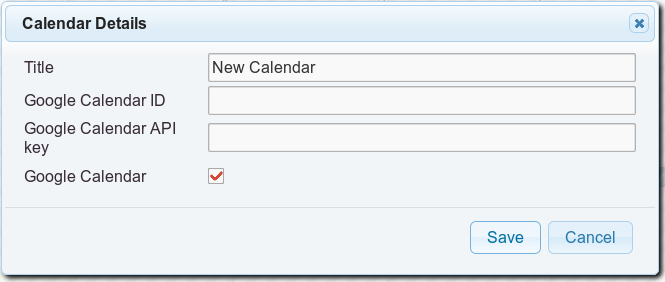 Calendar Details
Title
New Calendar
Google Calendar ID
Google Calendar API
key
Google Calendar
Save
Cancel